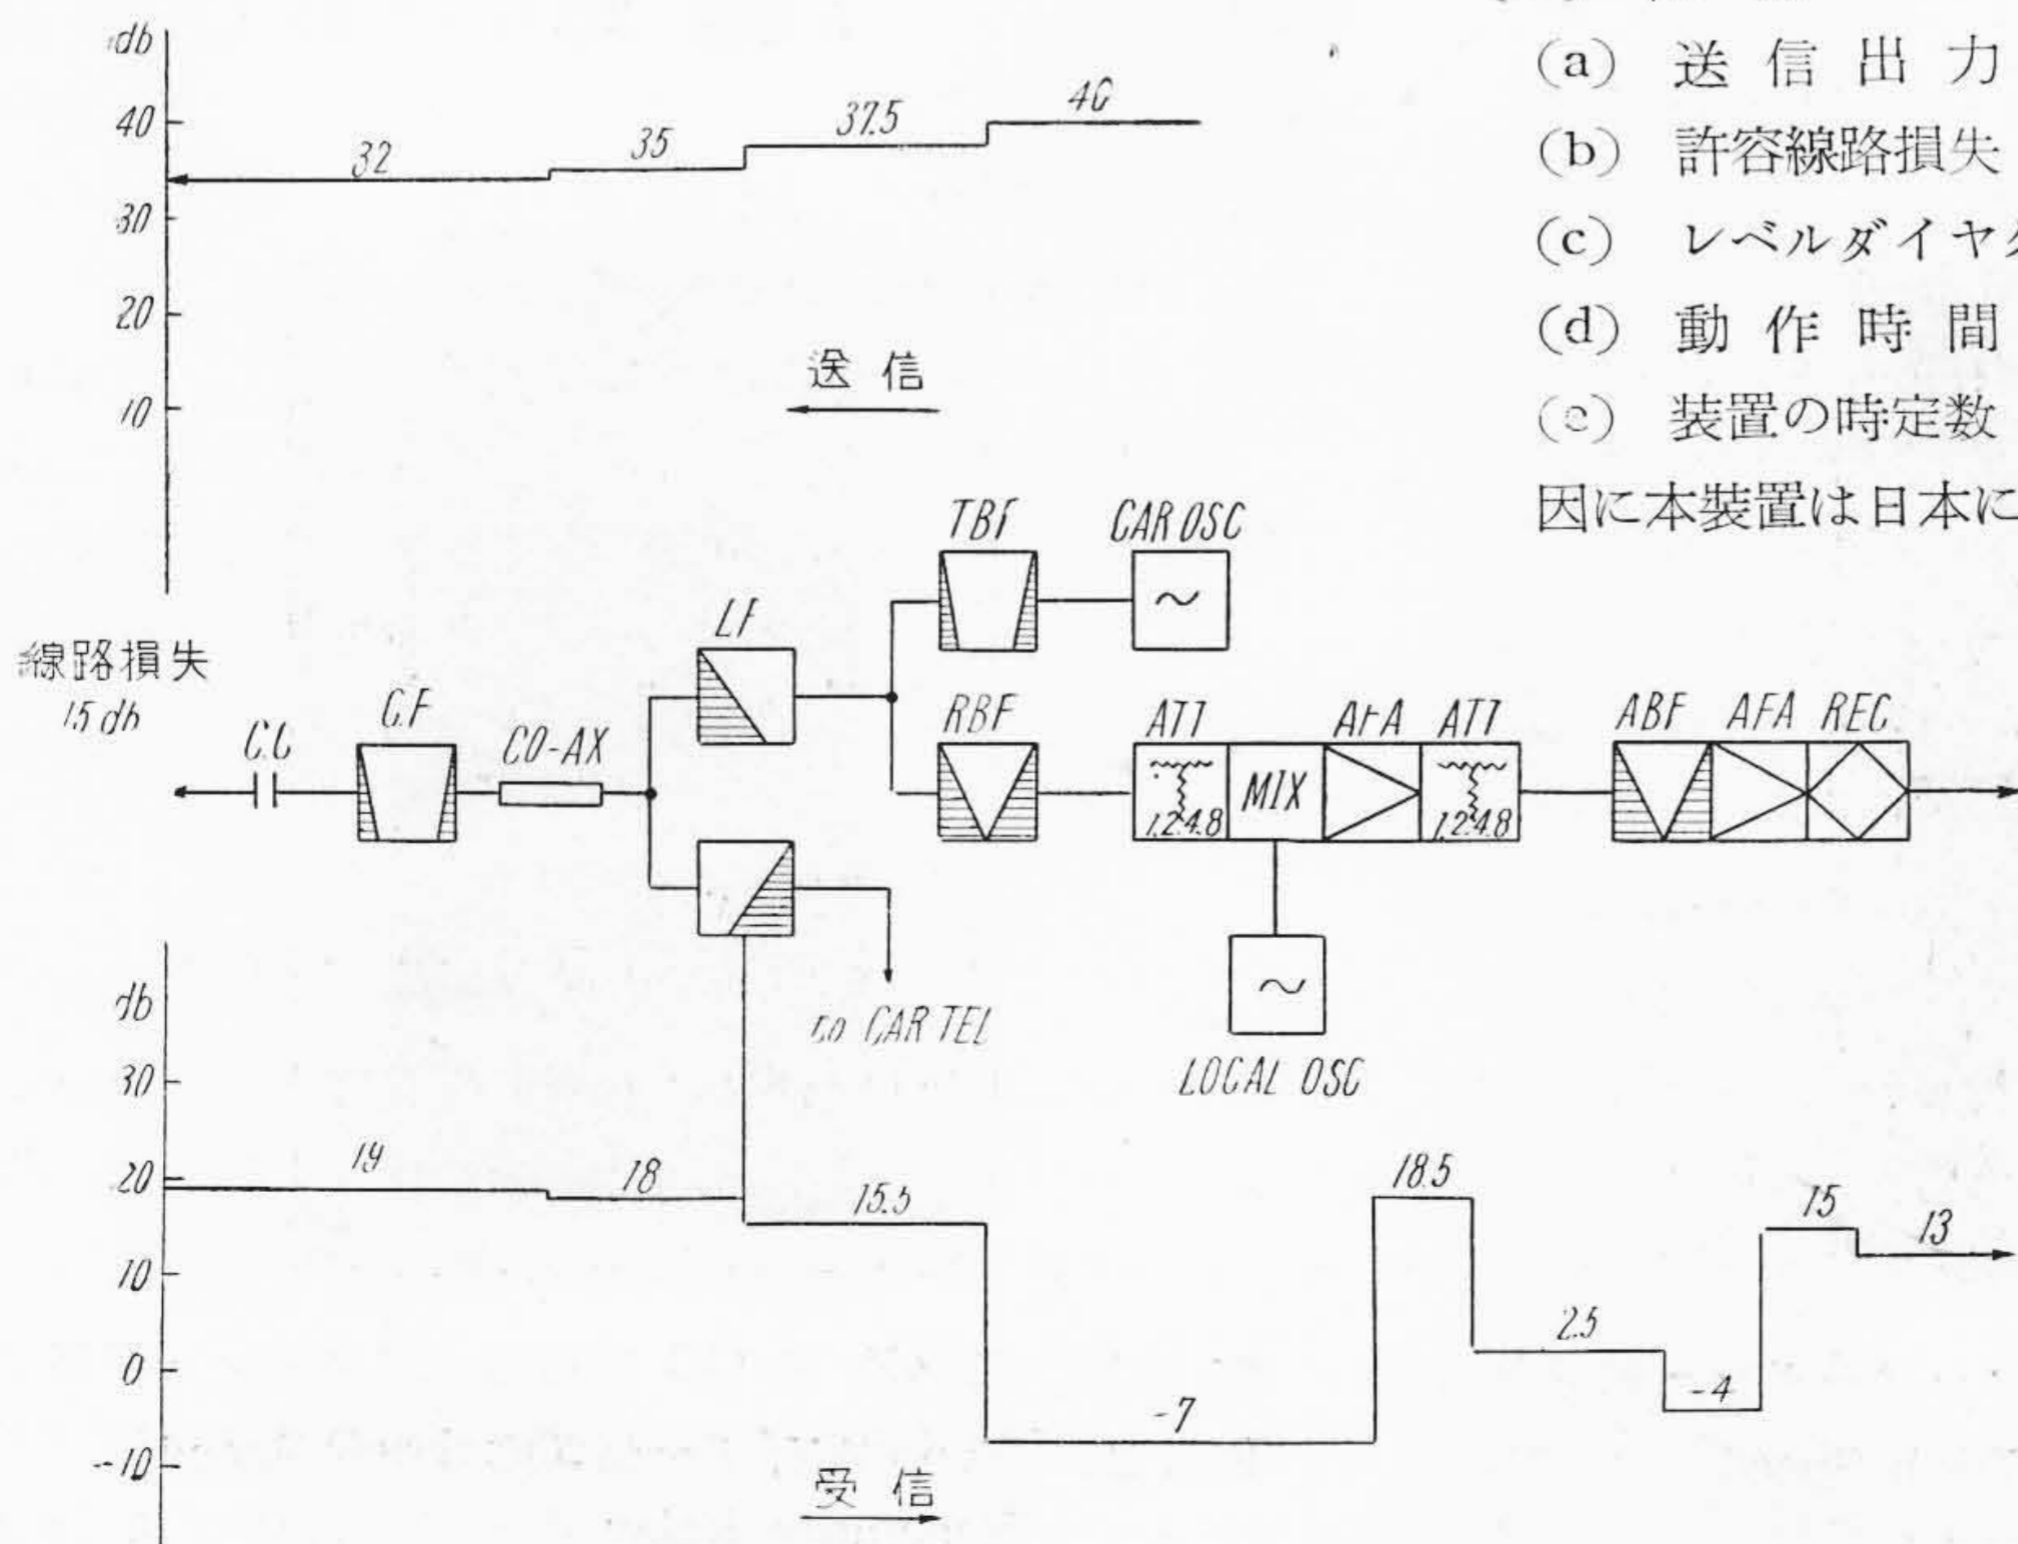 db
40
30
20
10
32
35
37.5
40
送信
(a) 送信出力
(b) 許容線路損失
(c) レベルダイヤ
(d) 動作時間
(e) 装置の時定数
因に本装置は日本に
TBF
CAR OSC
LF
線路損失
15 db
C.C
C.F
CO-AX
RBF
ATT
AFA
ATT
ABF
AFA
REC
1.2.4.8
MIX
1.2.4.8
to CAR TEL
LOCAL OSC
db
30
20
10
0
-10
19
18
15.5
-7
18.5
2.5
-4
15
13
受信